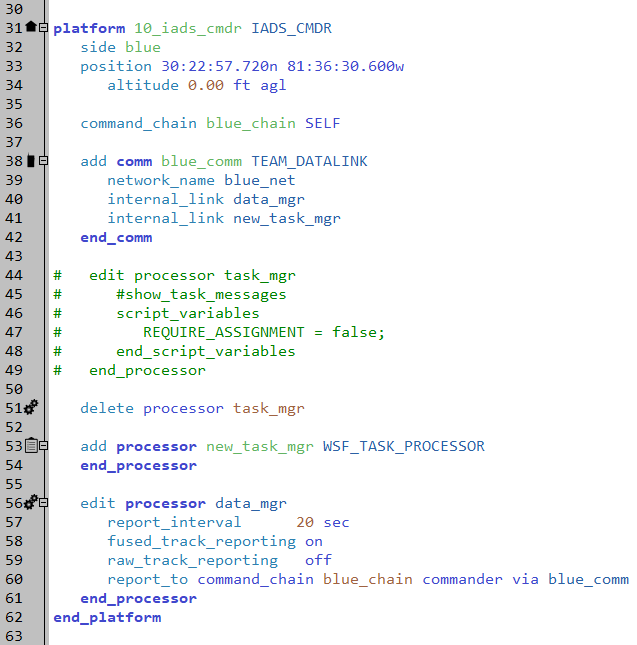 30
31 platform 10_iads_cmdr IADS_CMDR
32    side blue
33    position 30:22:57.720n 81:36:30.600w
34       altitude 0.00 ft agl
35
36    command_chain blue_chain SELF
37
38    add comm blue_comm TEAM_DATALINK
39       network_name blue_net
40       internal_link data_mgr
41       internal_link new_task_mgr
42    end_comm
43
44 #   edit processor task_mgr
45 #      #show_task_messages
46 #      script_variables
47 #         REQUIRE_ASSIGNMENT = false;
48 #      end_script_variables
49 #   end_processor
50
51    delete processor task_mgr
52
53    add processor new_task_mgr WSF_TASK_PROCESSOR
54    end_processor
55
56    edit processor data_mgr
57       report_interval      20 sec
58       fused_track_reporting on
59       raw_track_reporting   off
60       report_to command_chain blue_chain commander via blue_comm
61    end_processor
62 end_platform
63